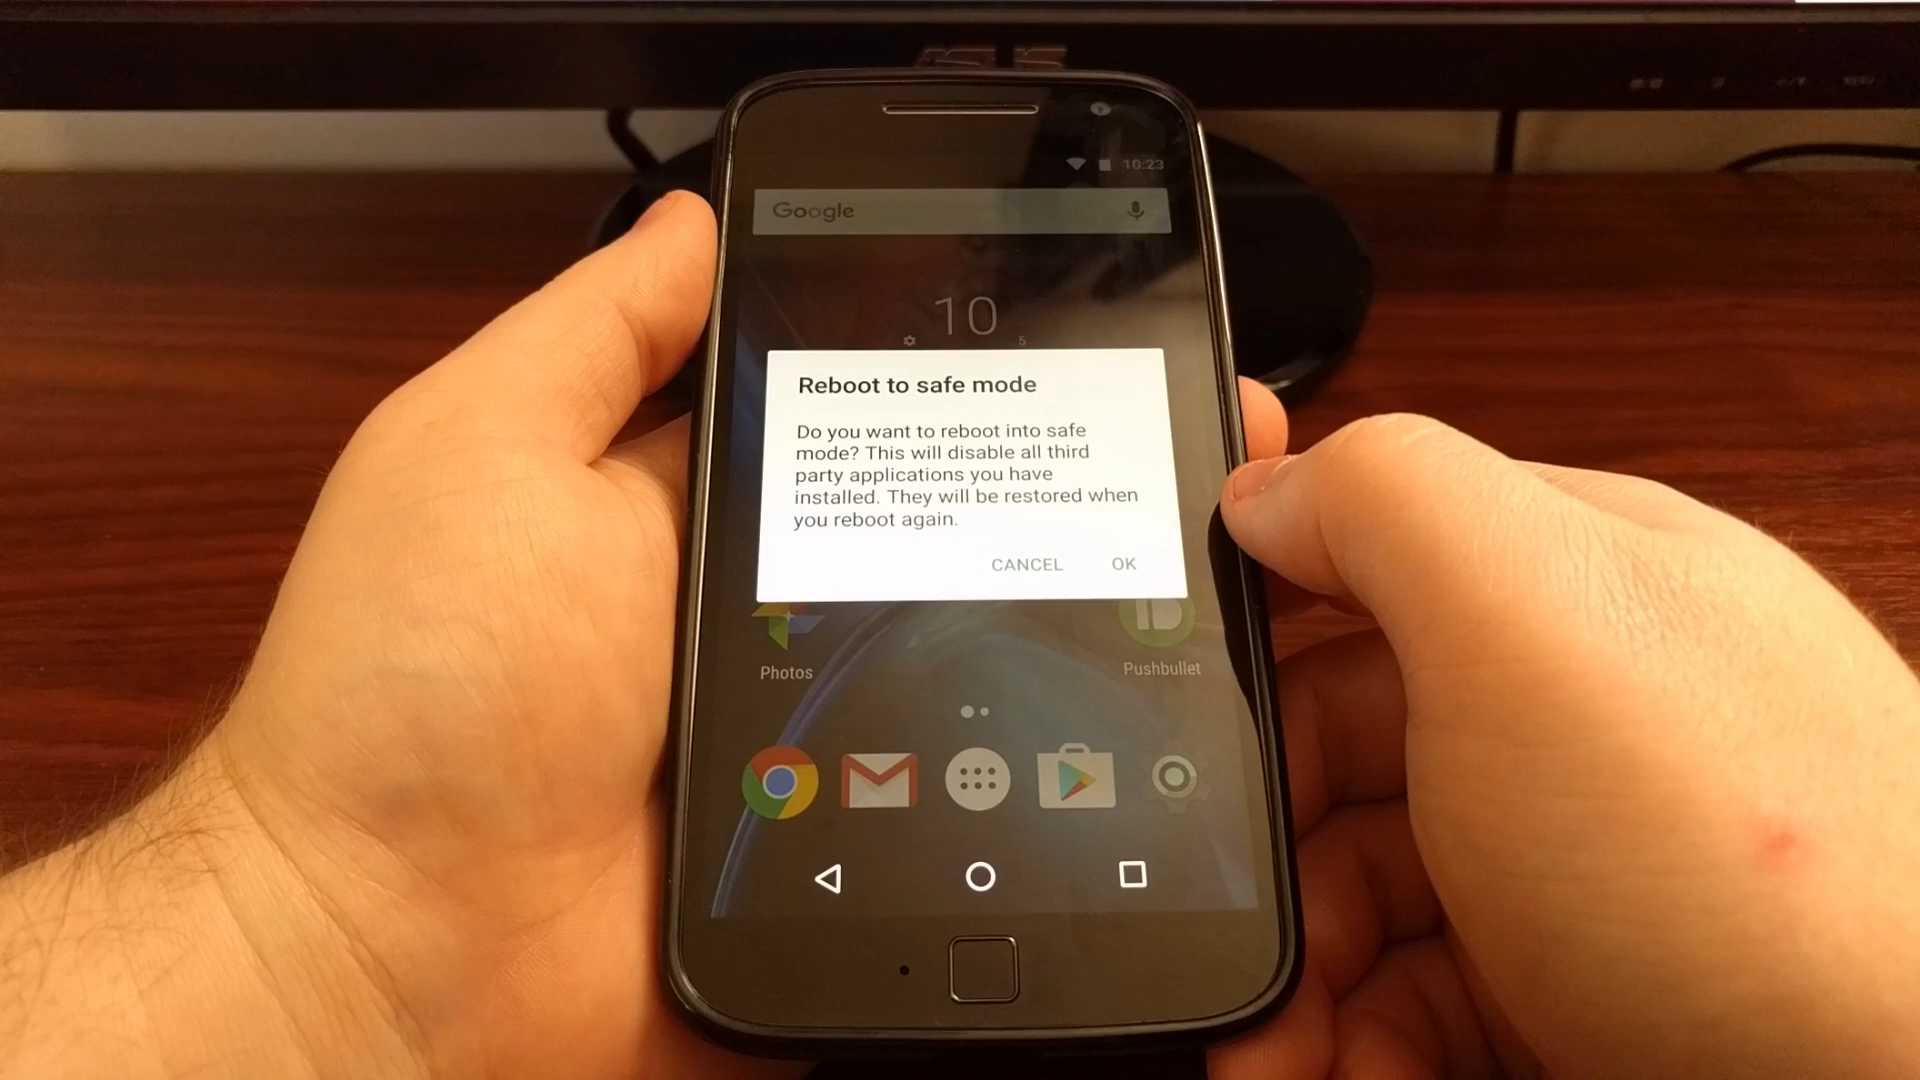 10:23
Google
10
5
Reboot to safe mode
Do you want to reboot into safe
mode? This will disable all third
party applications you have
installed. They will be restored when
you reboot again.
CANCEL OK
Photos
Pushbullet